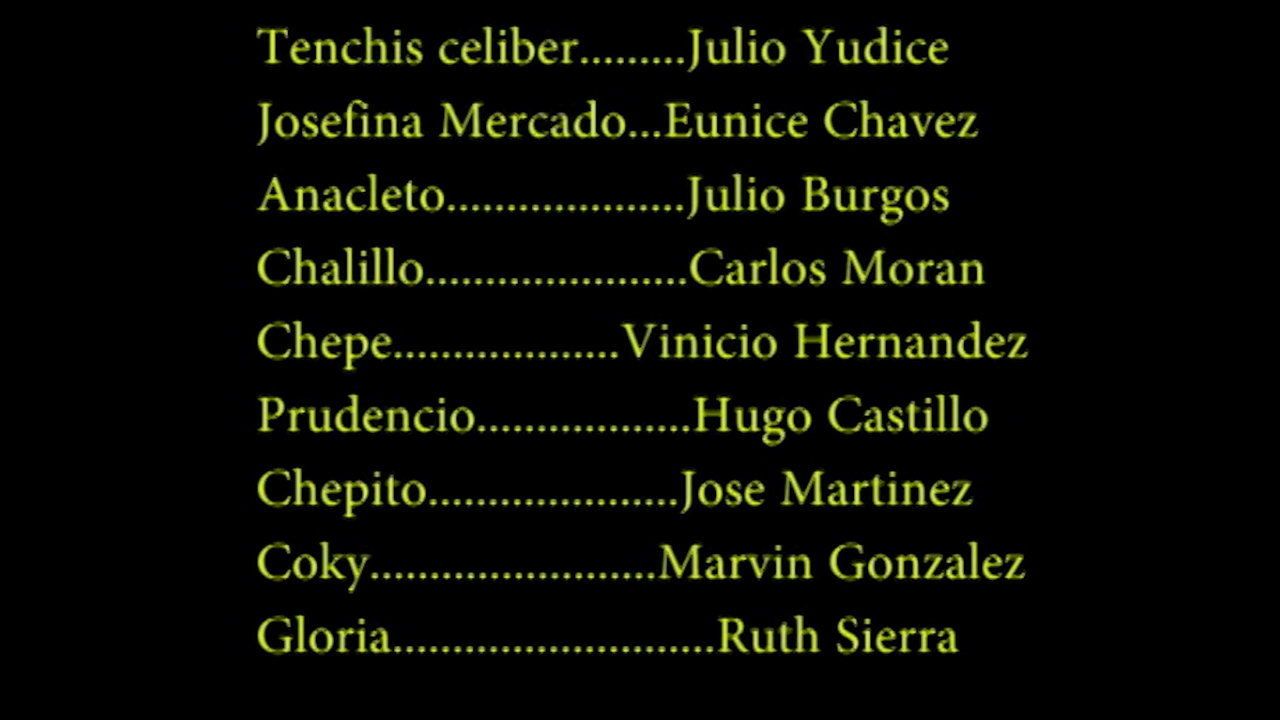 Tenchis celiber.........Julio Yudice
Josefina Mercado...Eunice Chavez
Anacleto....................Julio Burgos
Chalillo......................Carlos Moran
Chepe...................Vinicio Hernandez
Prudencio..................Hugo Castillo
Chepito.....................Jose Martinez
Coky........................Marvin Gonzalez
Gloria...........................Ruth Sierra